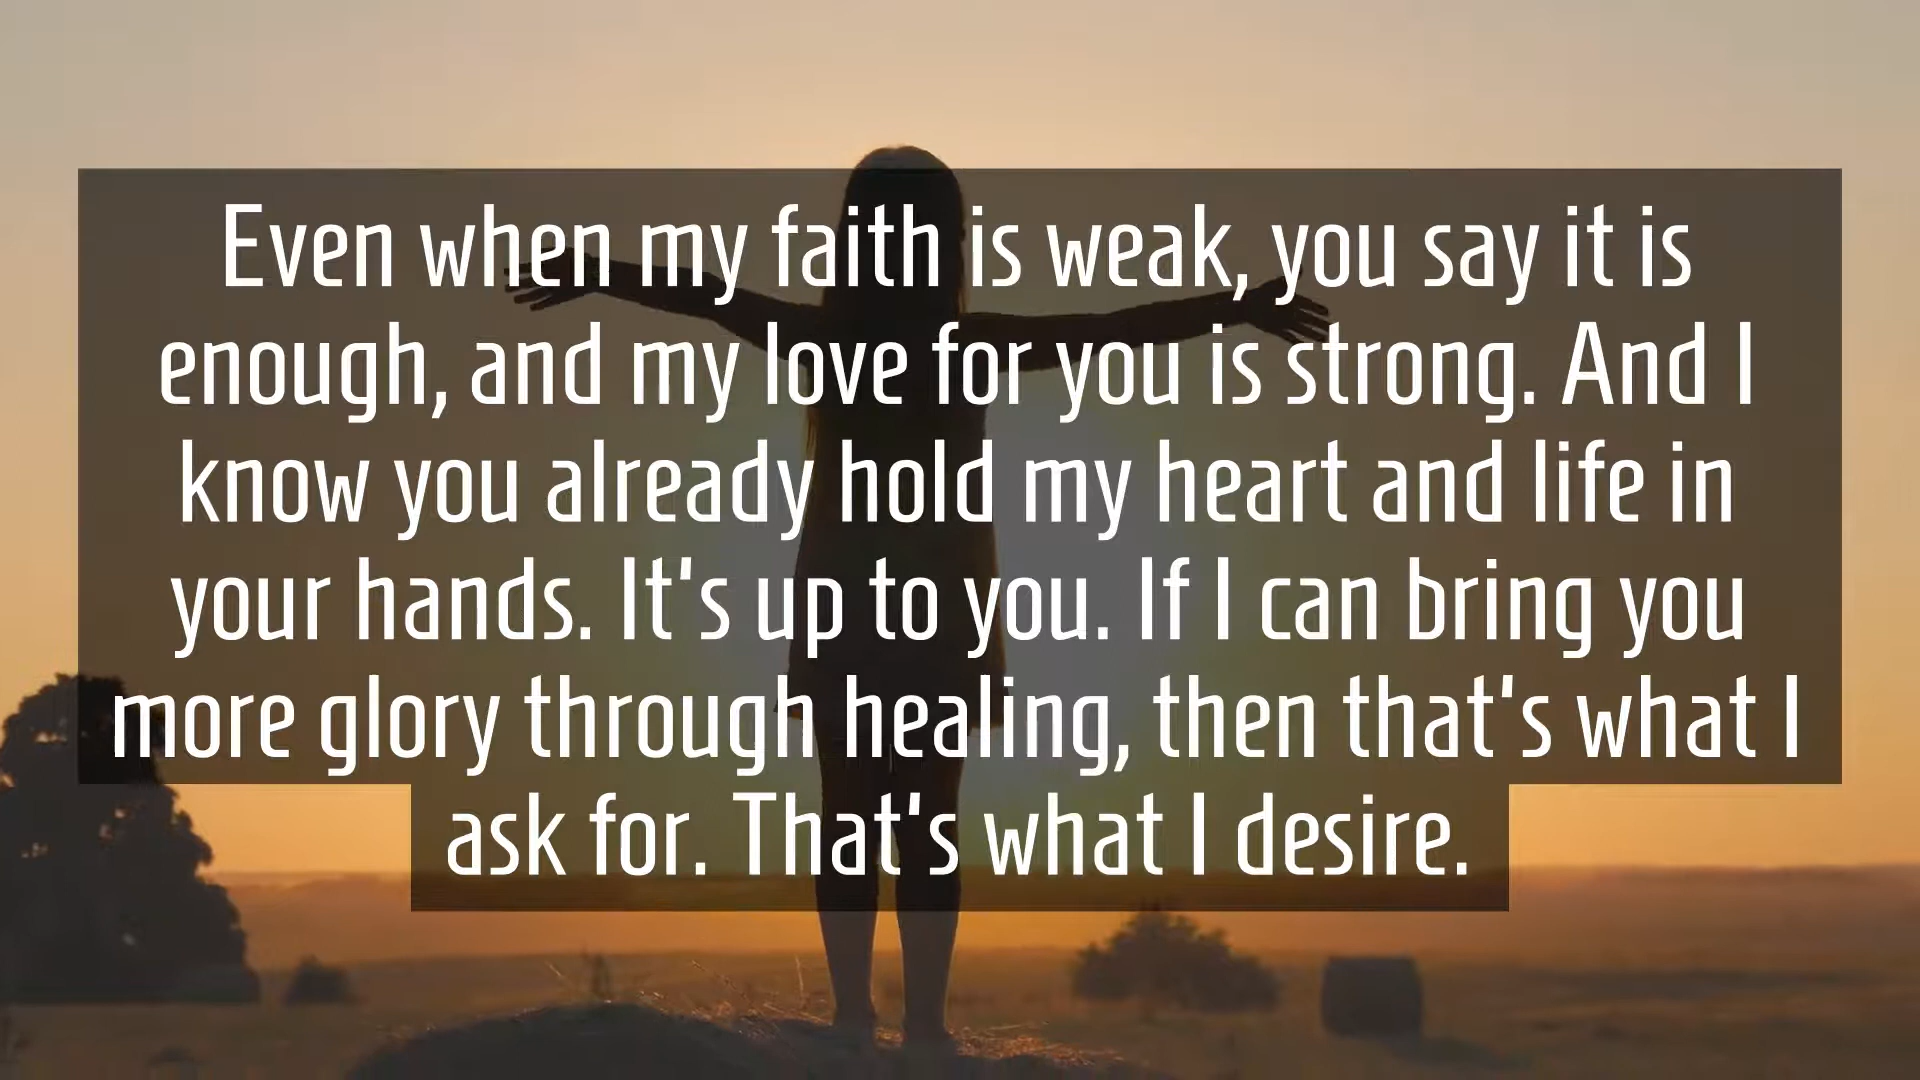 Even when my faith is weak, you say it is
enough, and my love for you is strong. And I
know you already hold my heart and life in
your hands. It's up to you. If I can bring you
more glory through healing, then that's what I
ask for. That's what I desire.